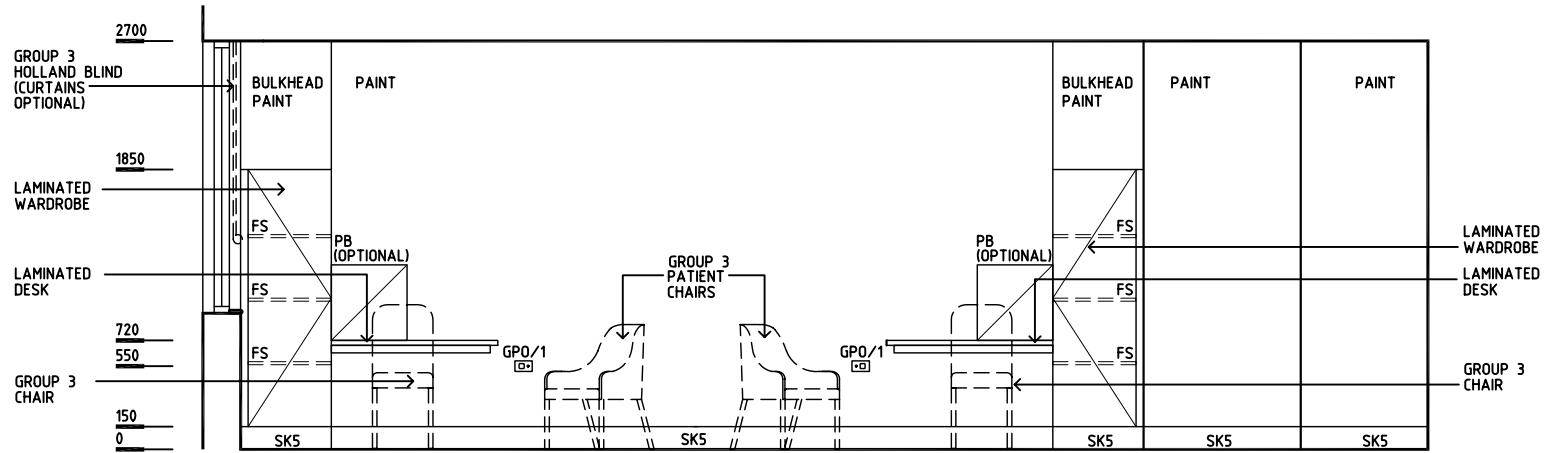 2700
GROUP 3
HOLLAND BLIND
(CURTAINS
OPTIONAL)
BULKHEAD
PAINT
PAINT
BULKHEAD
PAINT
PAINT
PAINT
1850
LAMINATED
WARDROBE
FS
FS
LAMINATED
WARDROBE
PB
(OPTIONAL)
PB
(OPTIONAL)
GROUP 3
PATIENT
CHAIRS
LAMINATED
DESK
LAMINATED
DESK
FS
FS
720
GPO/1
GPO/1
FS
FS
550
GROUP 3
CHAIR
GROUP 3
CHAIR
150
0
SK5
SK5
SK5
SK5
SK5